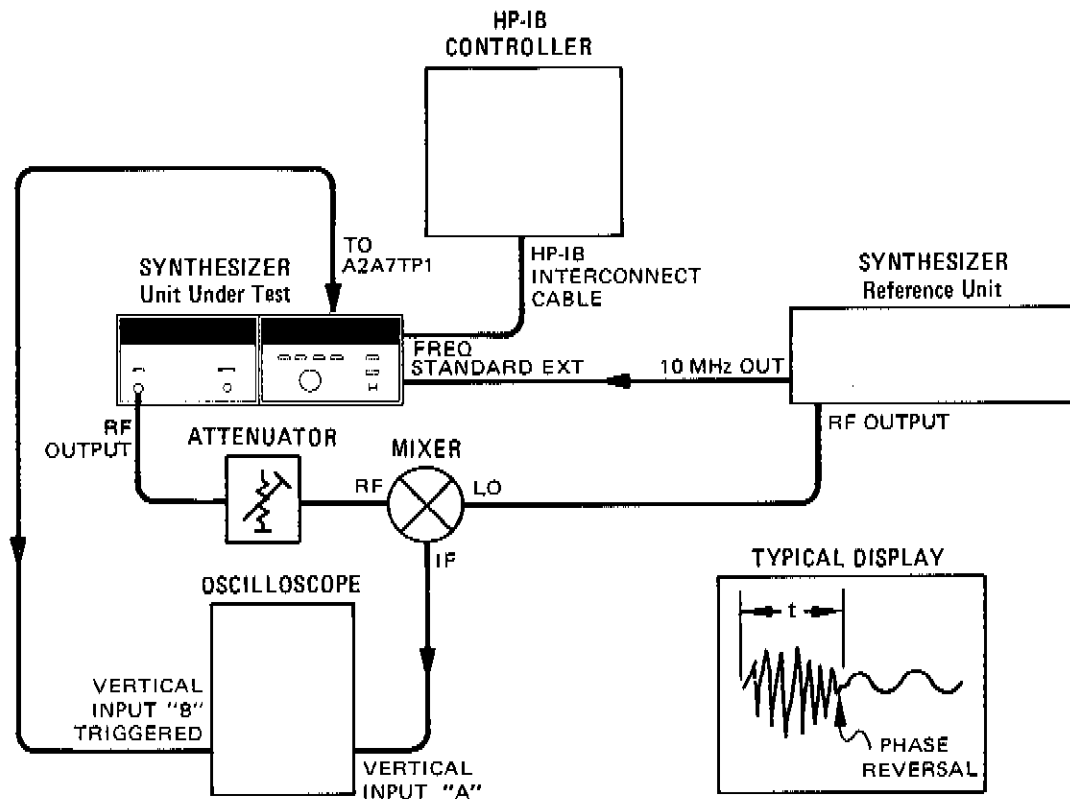 HP-IB
CONTROLLER
TO
A2A7TP1
HP-IB
INTERCONNECT
CABLE
SYNTHESIZER
Unit Under Test
SYNTHESIZER
Reference Unit
FREQ
STANDARD EXT
10 MHz OUT
RF
OUTPUT
ATTENUATOR
MIXER
RF OUTPUT
RF
LO
IF
OSCILLOSCOPE
TYPICAL DISPLAY
t
VERTICAL
INPUT "B"
TRIGGERED
VERTICAL
INPUT "A"
PHASE
REVERSAL